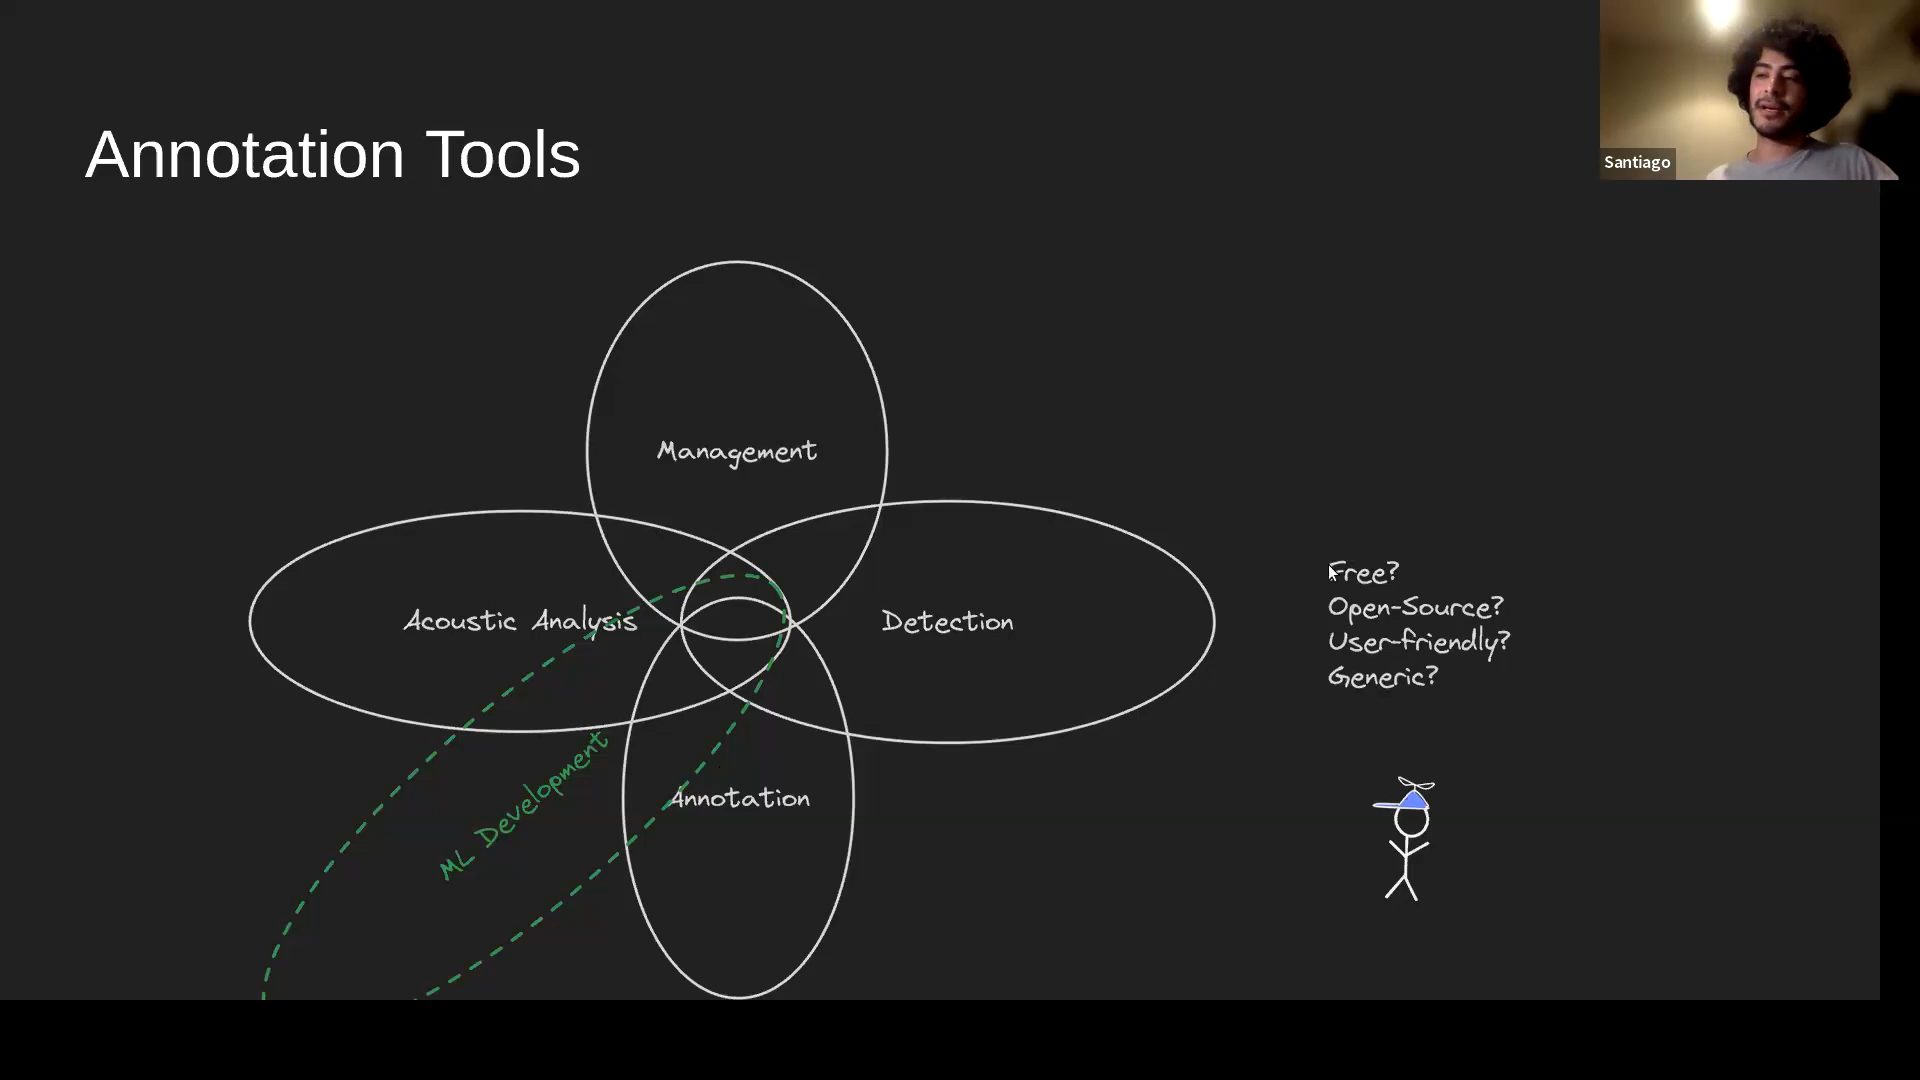 Santiago
Annotation Tools
Management
Acoustic Analysis
Detection
ML Development
Annotation
Free?
Open-Source?
User-friendly?
Generic?